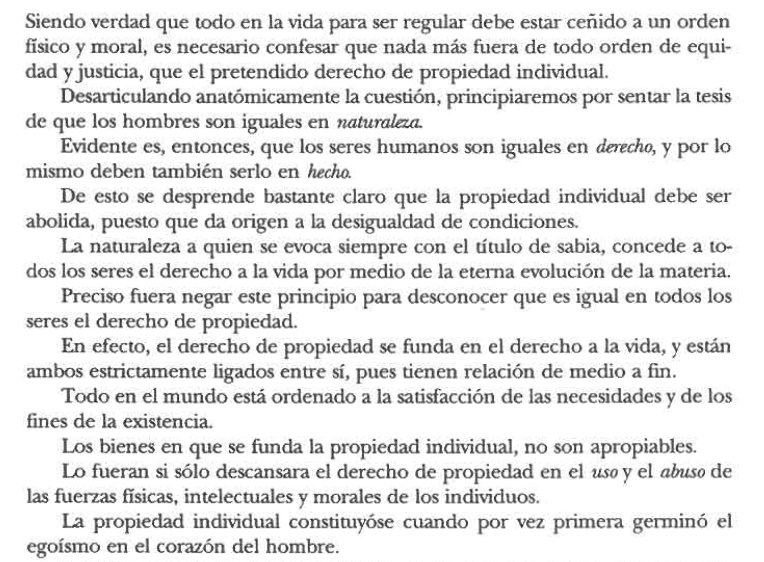 Siendo verdad que todo en la vida para ser regular debe estar ceñido a un orden
físico y moral, es necesario confesar que nada más fuera de todo orden de equi-
dad y justicia, que el pretendido derecho de propiedad individual.
Desarticulando anatómicamente la cuestión, principiaremos por sentar la tesis
de que los hombres son iguales en naturaleza.
Evidente es, entonces, que los seres humanos son iguales en derecho, y por lo
mismo deben también serlo en hecho.
De esto se desprende bastante claro que la propiedad individual debe ser
abolida, puesto que da origen a la desigualdad de condiciones.
La naturaleza a quien se evoca siempre con el título de sabia, concede a to-
dos los seres el derecho a la vida por medio de la eterna evolución de la materia.
Preciso fuera negar este principio para desconocer que es igual en todos los
seres el derecho de propiedad.
En efecto, el derecho de propiedad se funda en el derecho a la vida, y están
ambos estrictamente ligados entre sí, pues tienen relación de medio a fin.
Todo en el mundo está ordenado a la satisfacción de las necesidades y de los
fines de la existencia.
Los bienes en que se funda la propiedad individual, no son apropiables.
Lo fueran si sólo descansara el derecho de propiedad en el uso y el abuso de
las fuerzas físicas, intelectuales y morales de los individuos.
La propiedad individual constituyóse cuando por vez primera germinó el
egoísmo en el corazón del hombre.